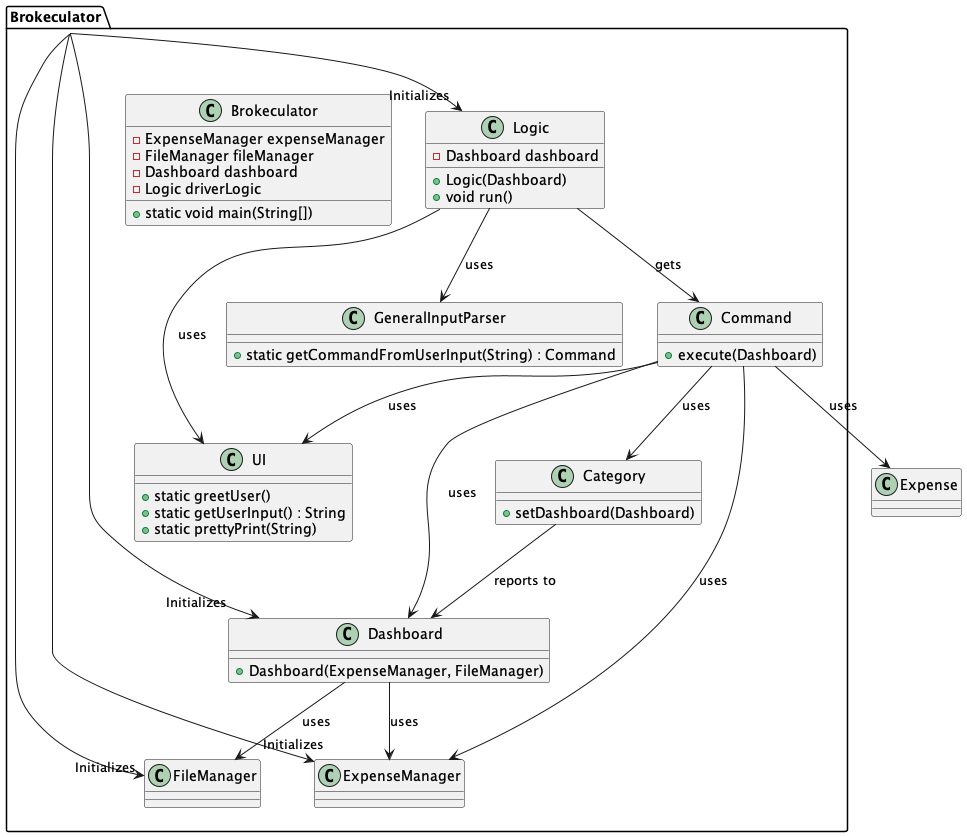 Brokeculator
Initializes
C Brokeculator
ExpenseManager expenseManager
FileManager fileManager
Dashboard dashboard
Logic driverLogic
static void main(String[])
C Logic
Dashboard dashboard
Logic(Dashboard)
void run()
uses
gets
uses
C GeneralInputParser
static getCommandFromUserInput(String) : Command
C Command
execute(Dashboard)
uses
uses
uses
C UI
static greetUser()
static getUserInput() : String
static prettyPrint(String)
uses
C Category
setDashboard(Dashboard)
C Expense
reports to
uses
Initializes
C Dashboard
Dashboard(ExpenseManager, FileManager)
uses
uses
Initializes
Initializes
C FileManager
C ExpenseManager